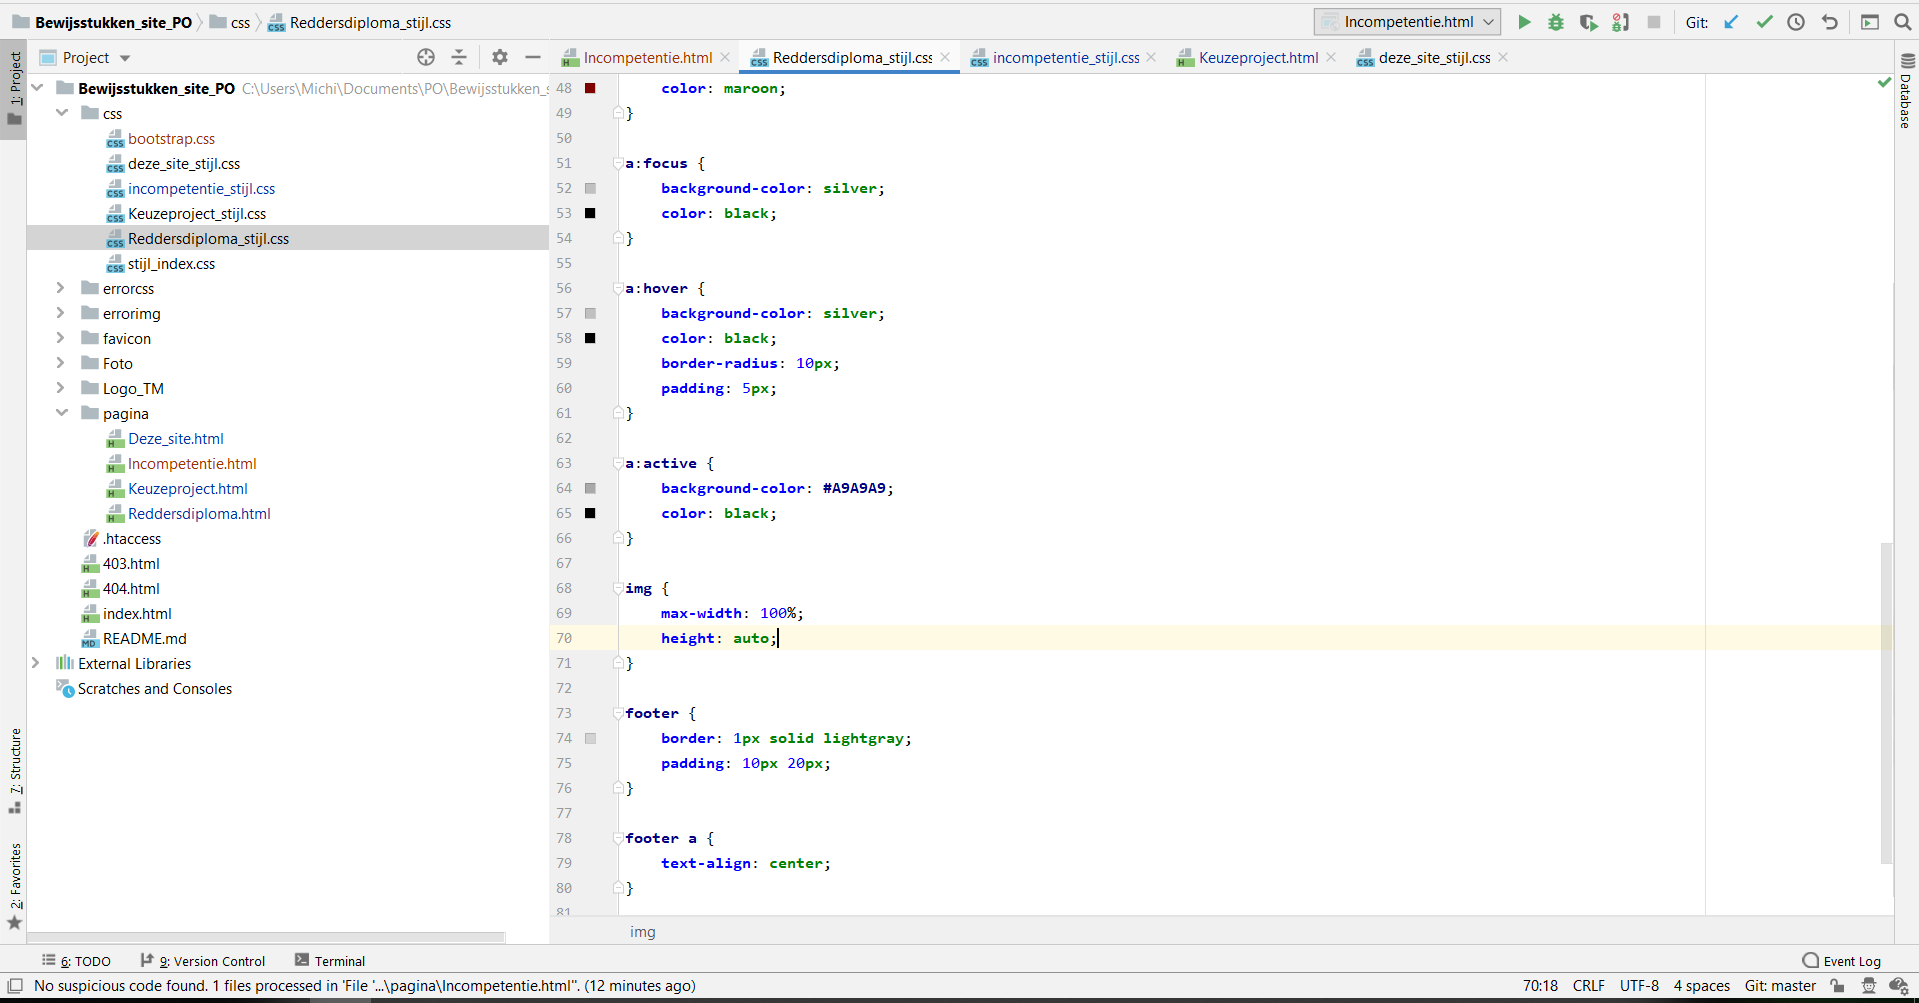 Bewijsstukken_site_PO css Reddersdiploma_stijl.css Incompetentie.html Git:
Project Incompetentie.html Reddersdiploma_stijl.css incompetentie_stijl.css Keuzeproject.html deze_site_stijl.css
1: Project
Database
Bewijsstukken_site_PO C:\Users\Michi\Documents\PO\Bewijsstukken_s
css
bootstrap.css
deze_site_stijl.css
incompetentie_stijl.css
Keuzeproject_stijl.css
Reddersdiploma_stijl.css
stijl_index.css
errorcss
errorimg
favicon
Foto
Logo_TM
pagina
Deze_site.html
Incompetentie.html
Keuzeproject.html
Reddersdiploma.html
.htaccess
403.html
404.html
index.html
README.md
External Libraries
Scratches and Consoles
7: Structure
2: Favorites
48 color: maroon;
49 }
50
51 a:focus {
52 background-color: silver;
53 color: black;
54 }
55
56 a:hover {
57 background-color: silver;
58 color: black;
59 border-radius: 10px;
60 padding: 5px;
61 }
62
63 a:active {
64 background-color: #A9A9A9;
65 color: black;
66 }
67
68 img {
69 max-width: 100%;
70 height: auto;
71 }
72
73 footer {
74 border: 1px solid lightgray;
75 padding: 10px 20px;
76 }
77
78 footer a {
79 text-align: center;
80 }
81
img
6: TODO 9: Version Control Terminal Event Log
No suspicious code found. 1 files processed in 'File '...\pagina\Incompetentie.html''. (12 minutes ago) 70:18 CRLF UTF-8 4 spaces Git: master